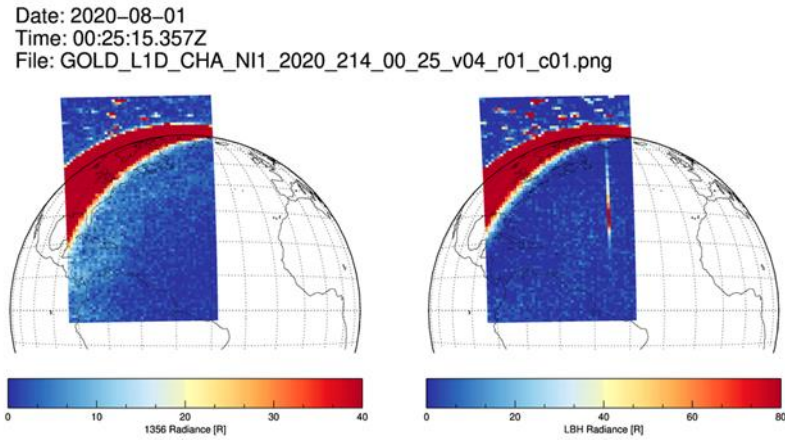 Date: 2020-08-01
Time: 00:25:15.357Z
File: GOLD_L1D_CHA_NI1_2020_214_00_25_v04_r01_c01.png
0 10 20 30 40
1356 Radiance [R]
0 20 40 60 80
LBH Radiance [R]